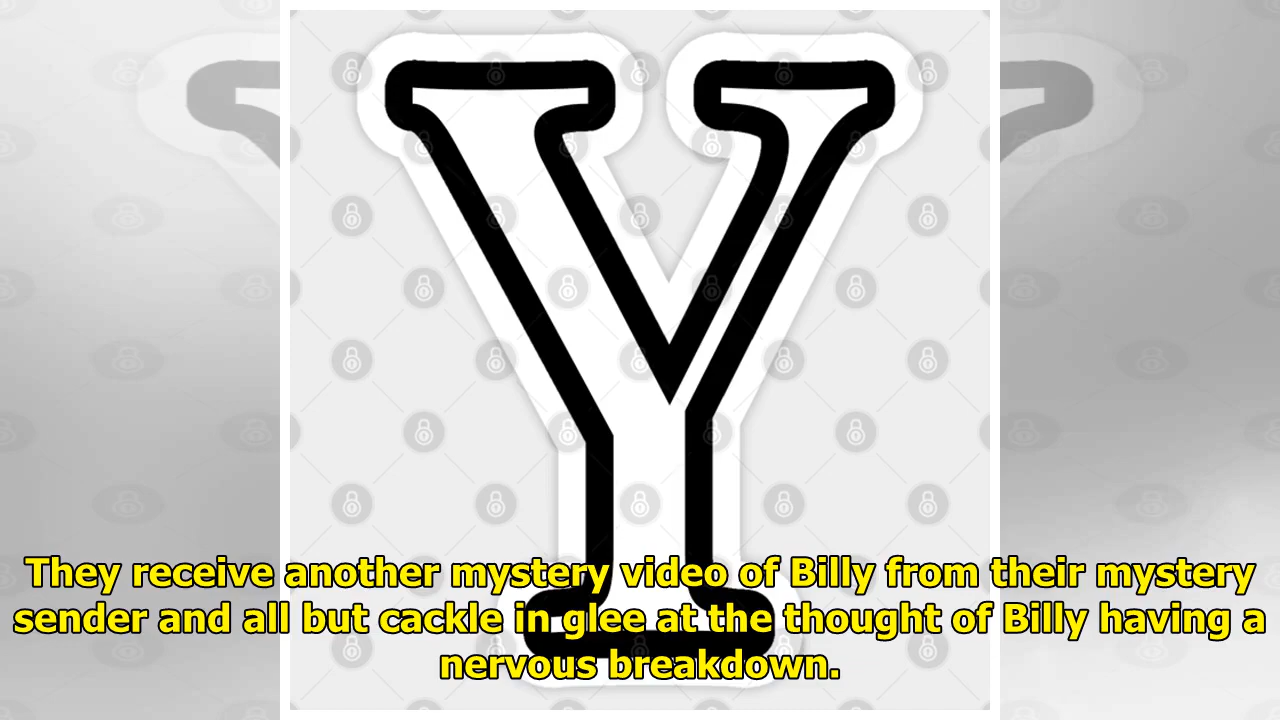 Y
They receive another mystery video of Billy from their mystery
sender and all but cackle in glee at the thought of Billy having a
nervous breakdown.